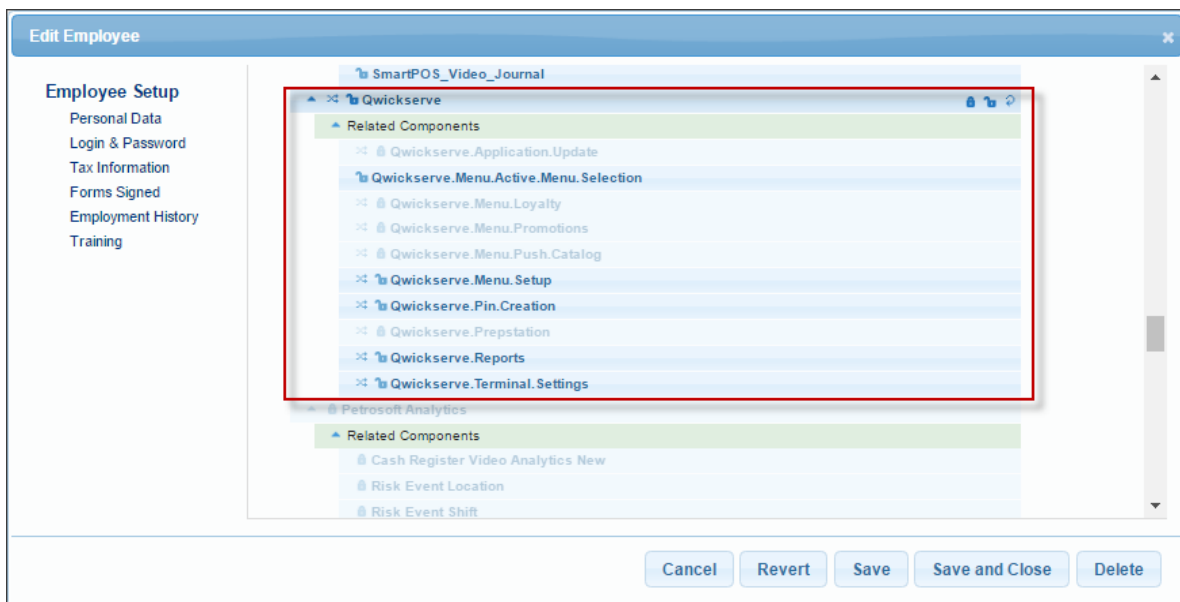 Edit Employee
Employee Setup
Personal Data
Login & Password
Tax Information
Forms Signed
Employment History
Training
SmartPOS_Video_Journal
Qwickserve
Related Components
Qwickserve.Application.Update
Qwickserve.Menu.Active.Menu.Selection
Qwickserve.Menu.Loyalty
Qwickserve.Menu.Promotions
Qwickserve.Menu.Push.Catalog
Qwickserve.Menu.Setup
Qwickserve.Pin.Creation
Qwickserve.Prepstation
Qwickserve.Reports
Qwickserve.Terminal.Settings
Petrosoft Analytics
Related Components
Cash Register Video Analytics New
Risk Event Location
Risk Event Shift
Cancel Revert Save Save and Close Delete